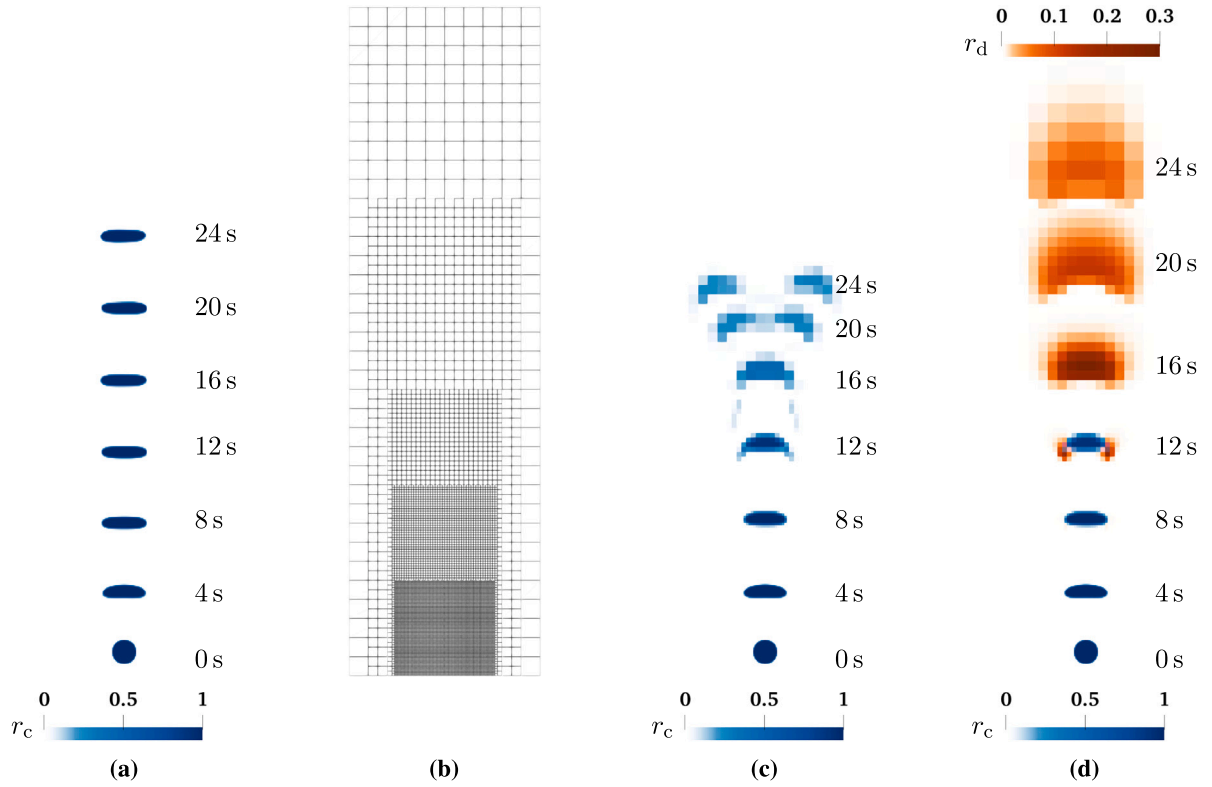 0 0.1 0.2 0.3
r_d
24 s
20 s
16 s
12 s
8 s
4 s
0 s
0 0.5 1
r_c
(a)
(b)
24 s
20 s
16 s
12 s
8 s
4 s
0 s
0 0.5 1
r_c
(c)
24 s
20 s
16 s
12 s
8 s
4 s
0 s
0 0.5 1
r_c
(d)